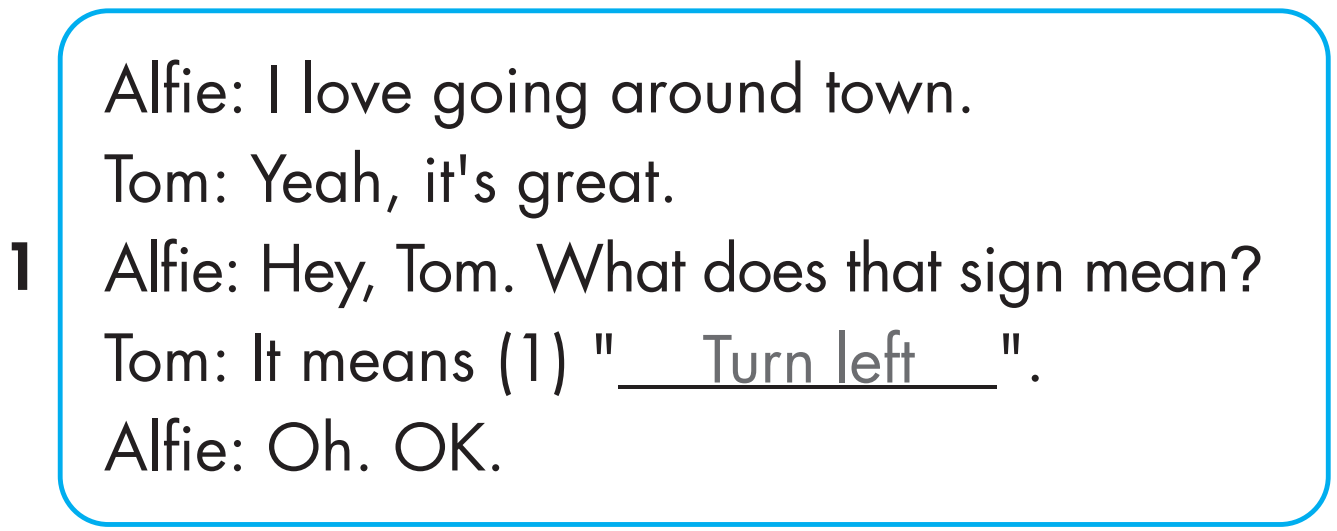 Alfie: I love going around town.
Tom: Yeah, it's great.
1 Alfie: Hey, Tom. What does that sign mean?
Tom: It means (1) "Turn left".
Alfie: Oh. OK.